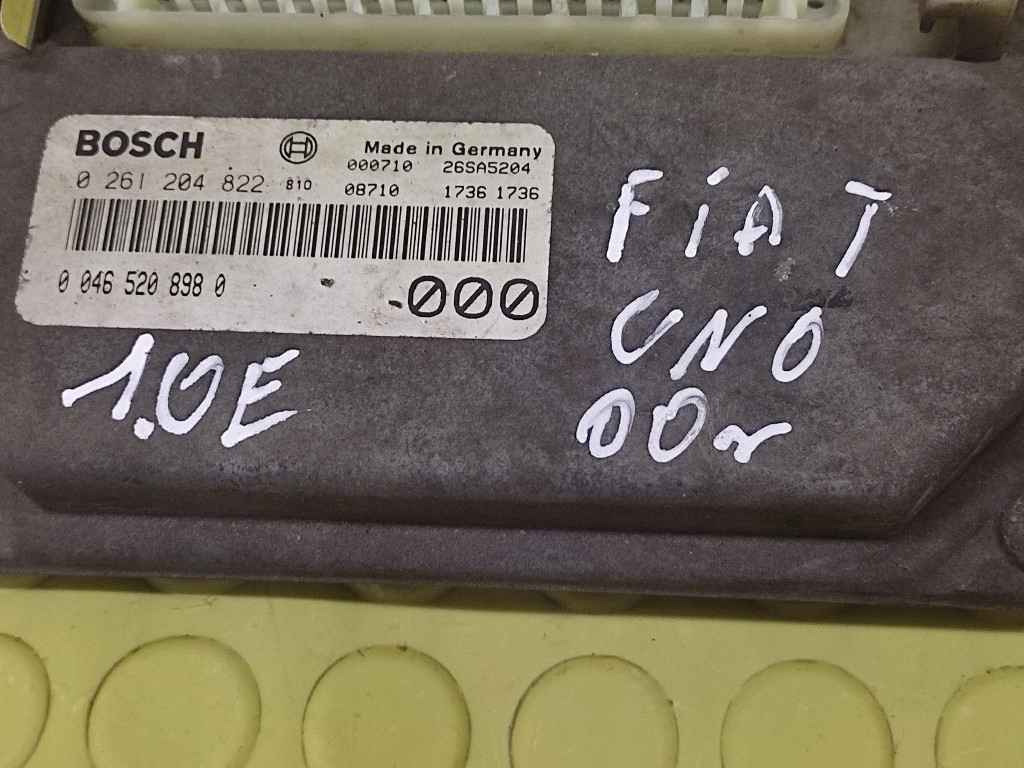 BOSCH Made in Germany
000710 26SA5204
0 261 204 822 810 08710 1736 1736
0 046 520 898 0 000
1.0E
FiAT
UNO
00r